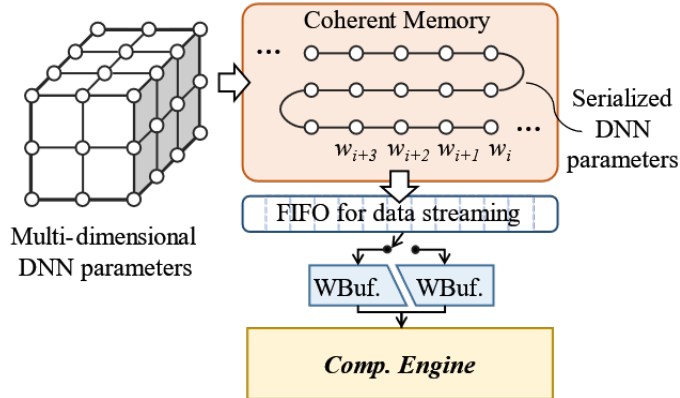 Coherent Memory
...
Serialized
DNN
parameters
...
w_{i+3} w_{i+2} w_{i+1} w_i
FIFO for data streaming
Multi-dimensional
DNN parameters
WBuf. WBuf.
Comp. Engine